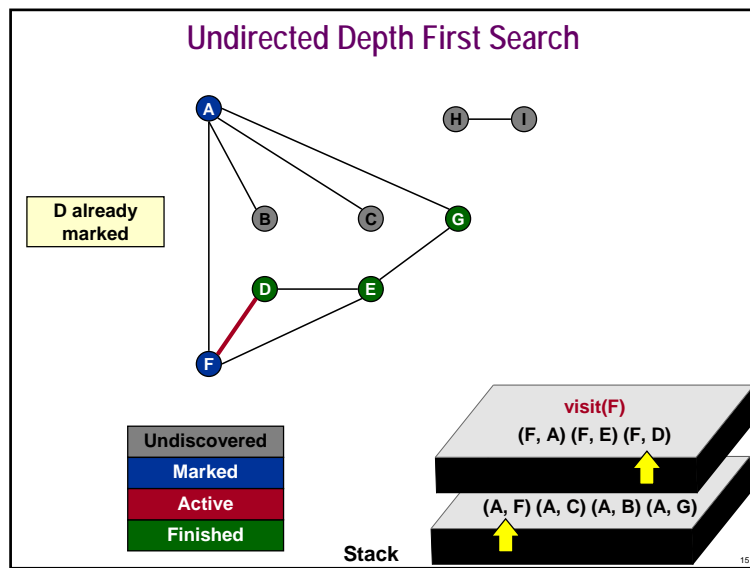 Undirected Depth First Search
A
H
I
B
C
G
D already
marked
D
E
F
visit(F)
(F, A) (F, E) (F, D)
Undiscovered
Marked
Active
Finished
(A, F) (A, C) (A, B) (A, G)
Stack
15